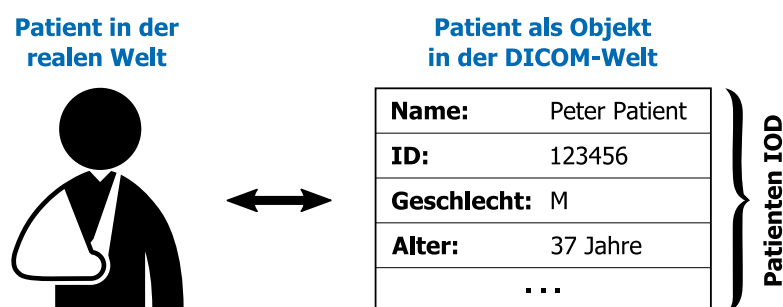 Patient in der
realen Welt
Patient als Objekt
in der DICOM-Welt
Name: Peter Patient
ID: 123456
Geschlecht: M
Alter: 37 Jahre
...
Patienten IOD